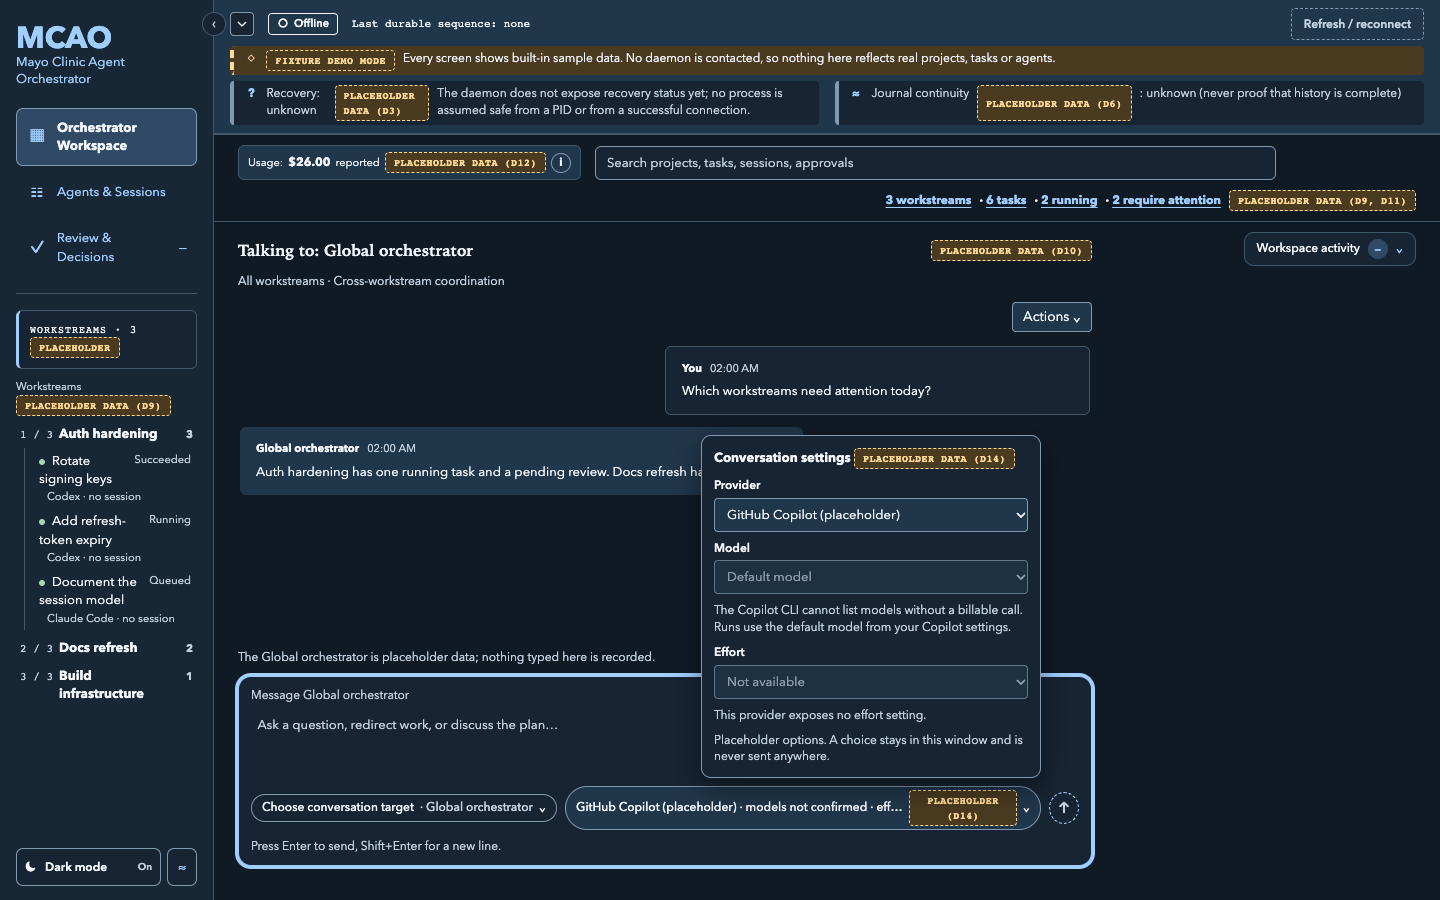 MCAO
Mayo Clinic Agent
Orchestrator
Orchestrator
Workspace
Agents & Sessions
Review &
Decisions
–
WORKSTREAMS · 3
PLACEHOLDER
Workstreams
PLACEHOLDER DATA (D9)
1 / 3 Auth hardening 3
Rotate Succeeded
signing keys
Codex · no session
Add refresh- Running
token expiry
Codex · no session
Document the Queued
session model
Claude Code · no session
2 / 3 Docs refresh 2
3 / 3 Build 1
infrastructure
Dark mode On
≈
Offline
Last durable sequence: none
Refresh / reconnect
FIXTURE DEMO MODE Every screen shows built-in sample data. No daemon is contacted, so nothing here reflects real projects, tasks or agents.
? Recovery:
unknown
PLACEHOLDER
DATA (D3)
The daemon does not expose recovery status yet; no process is
assumed safe from a PID or from a successful connection.
≈ Journal continuity PLACEHOLDER DATA (D6) : unknown (never proof that history is complete)
Usage: $26.00 reported PLACEHOLDER DATA (D12) i
Search projects, tasks, sessions, approvals
3 workstreams · 6 tasks · 2 running · 2 require attention PLACEHOLDER DATA (D9, D11)
Talking to: Global orchestrator
PLACEHOLDER DATA (D10)
Workspace activity –
All workstreams · Cross-workstream coordination
Actions
You 02:00 AM
Which workstreams need attention today?
Global orchestrator 02:00 AM
Auth hardening has one running task and a pending review. Docs refresh ha
Conversation settings PLACEHOLDER DATA (D14)
Provider
GitHub Copilot (placeholder)
Model
Default model
The Copilot CLI cannot list models without a billable call.
Runs use the default model from your Copilot settings.
Effort
Not available
This provider exposes no effort setting.
Placeholder options. A choice stays in this window and is
never sent anywhere.
The Global orchestrator is placeholder data; nothing typed here is recorded.
Message Global orchestrator
Ask a question, redirect work, or discuss the plan…
Choose conversation target · Global orchestrator
GitHub Copilot (placeholder) · models not confirmed · eff…
PLACEHOLDER
(D14)
Press Enter to send, Shift+Enter for a new line.